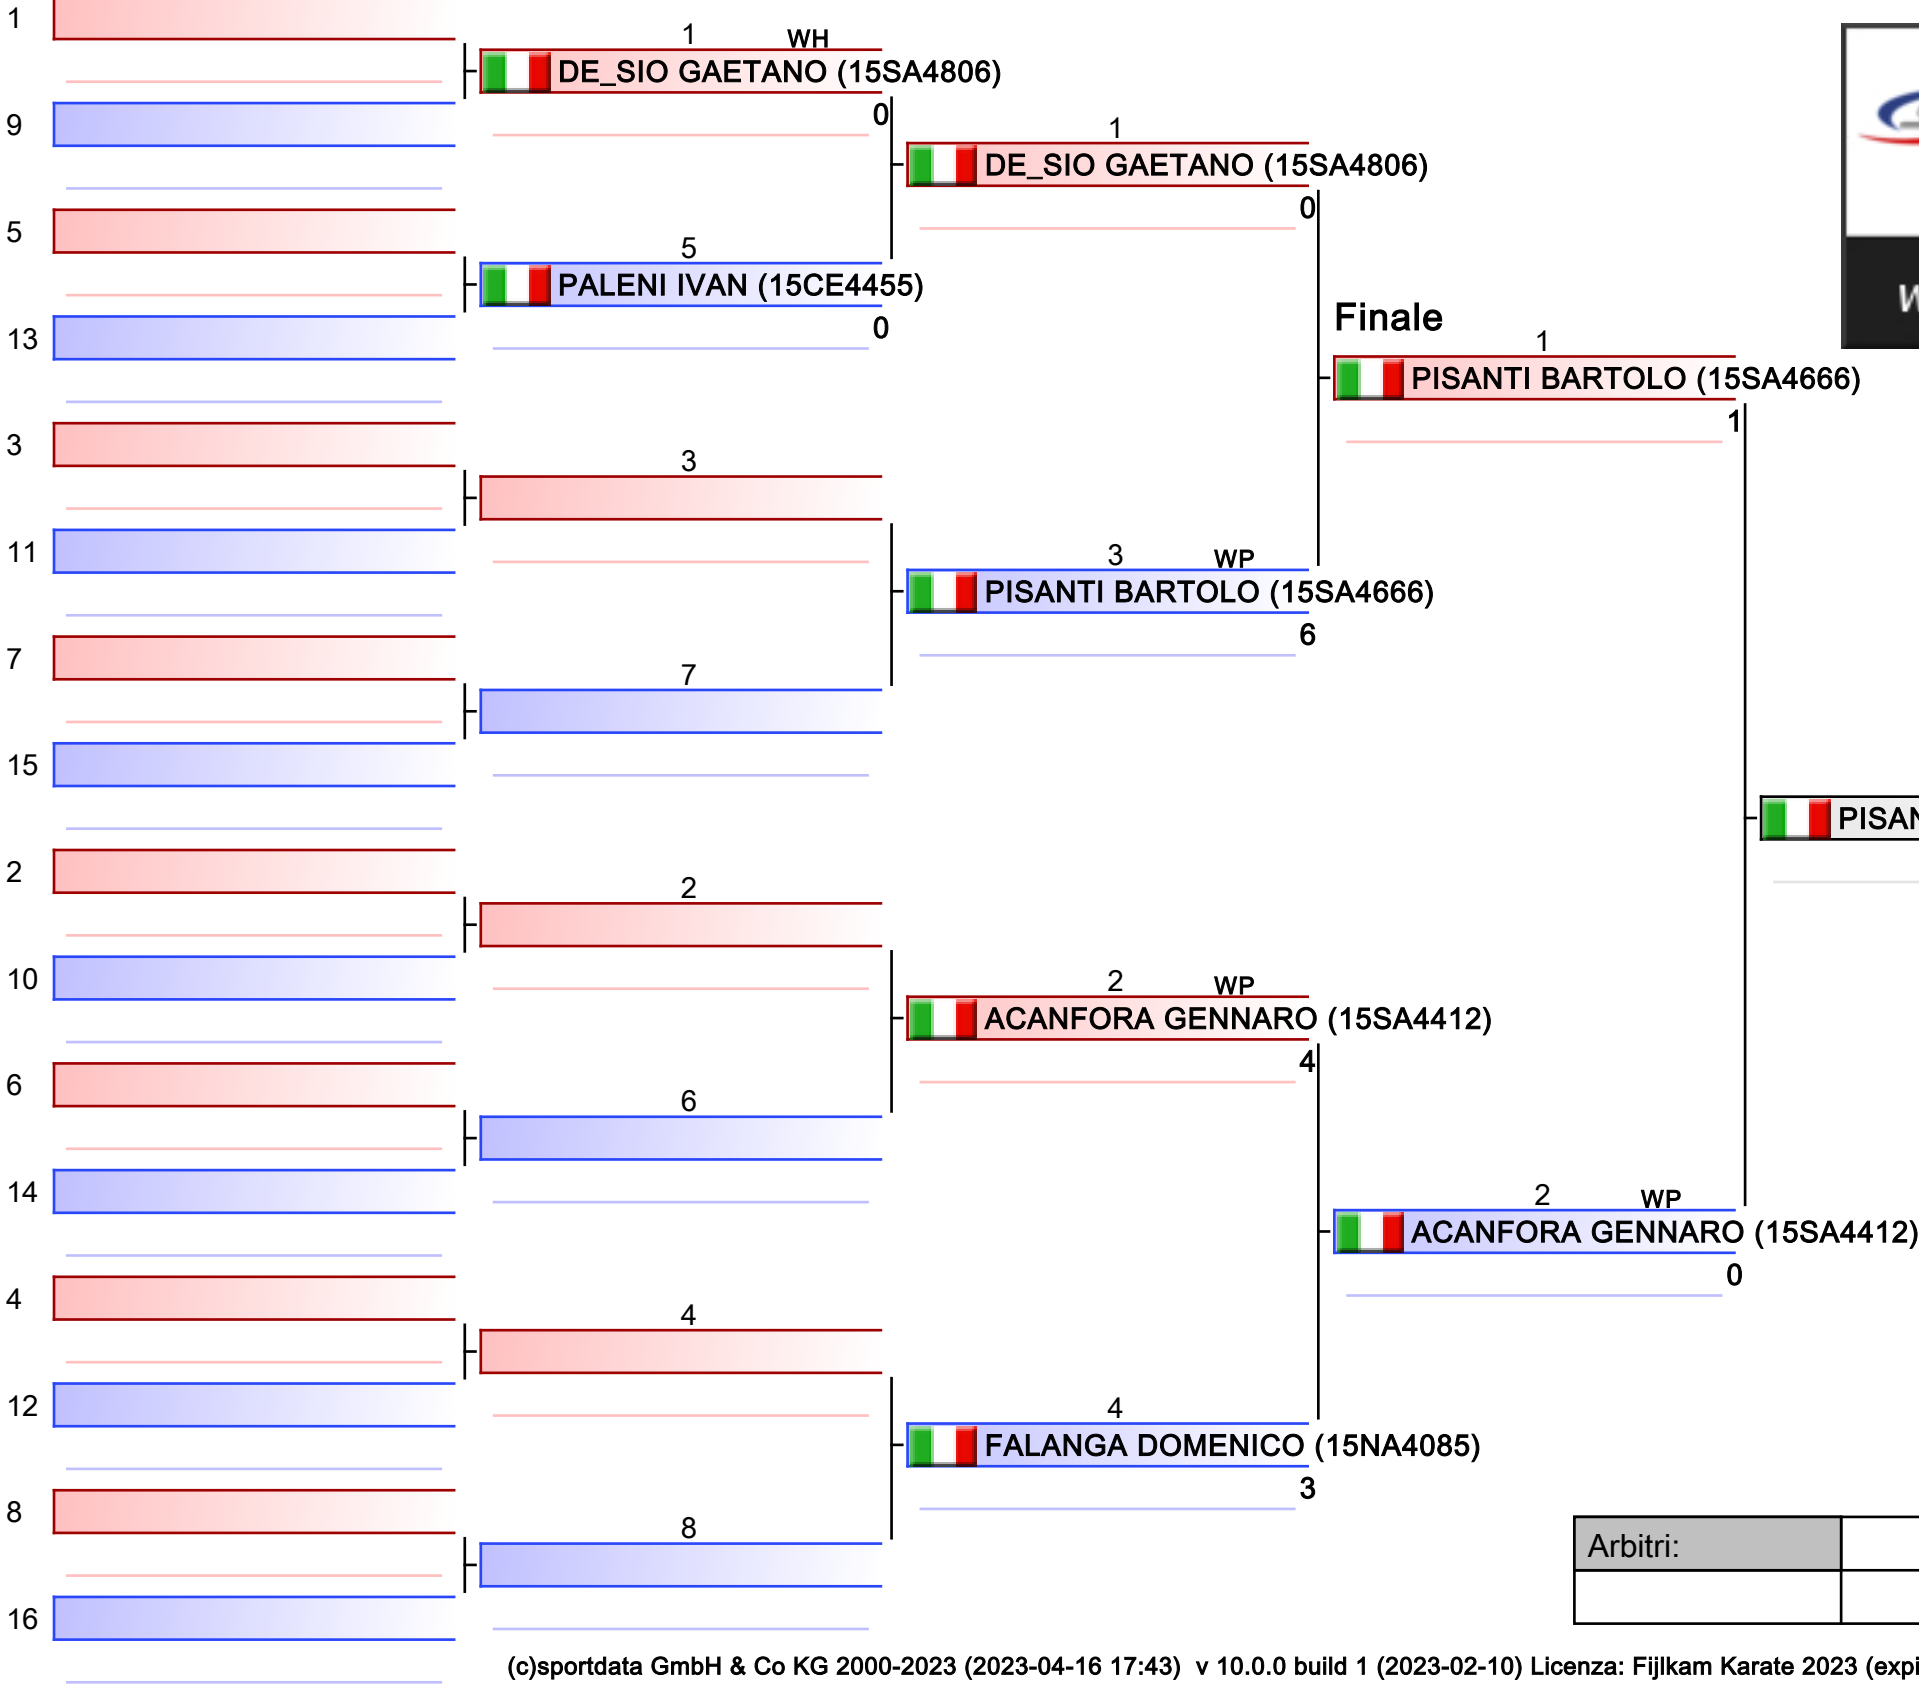 1
1 WH
DE_SIO GAETANO (15SA4806)
0
9
1
DE_SIO GAETANO (15SA4806)
0
5
5
PALENI IVAN (15CE4455)
0
13
Finale
1
PISANTI BARTOLO (15SA4666)
1
3
3
11
3 WP
PISANTI BARTOLO (15SA4666)
6
7
7
15
2
2
10
2 WP
ACANFORA GENNARO (15SA4412)
4
6
6
14
2 WP
ACANFORA GENNARO (15SA4412)
0
4
4
12
4
FALANGA DOMENICO (15NA4085)
3
8
8
16
Arbitri:
(c)sportdata GmbH & Co KG 2000-2023 (2023-04-16 17:43) v 10.0.0 build 1 (2023-02-10) Licenza: Fijlkam Karate 2023